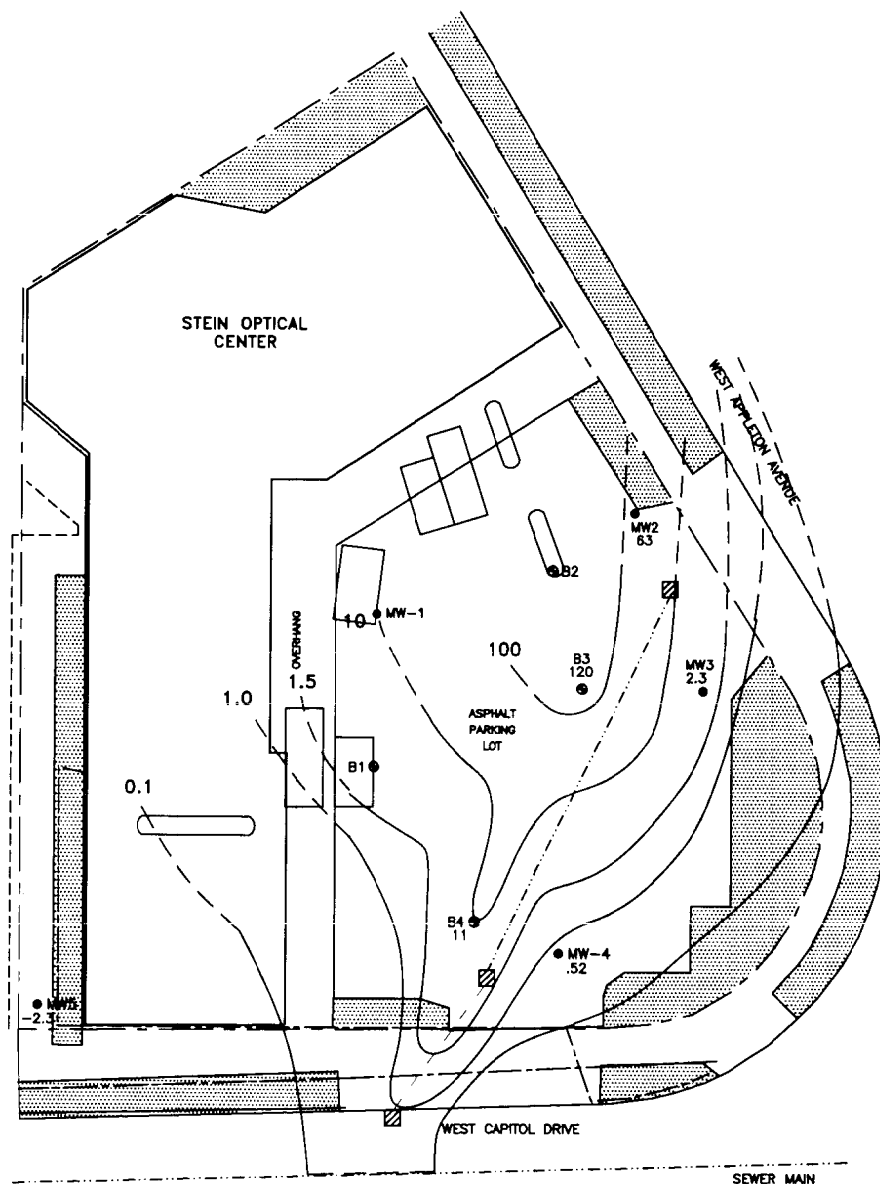 STEIN OPTICAL
CENTER
WEST APPLETON AVENUE
MW2
63
B2
MW-1
10
OVERHANG
100
B3
120
MW3
2.3
1.5
1.0
ASPHALT
PARKING
LOT
B1
0.1
B4
11
MW-4
.52
MW5
-2.3
WEST CAPITOL DRIVE
SEWER MAIN